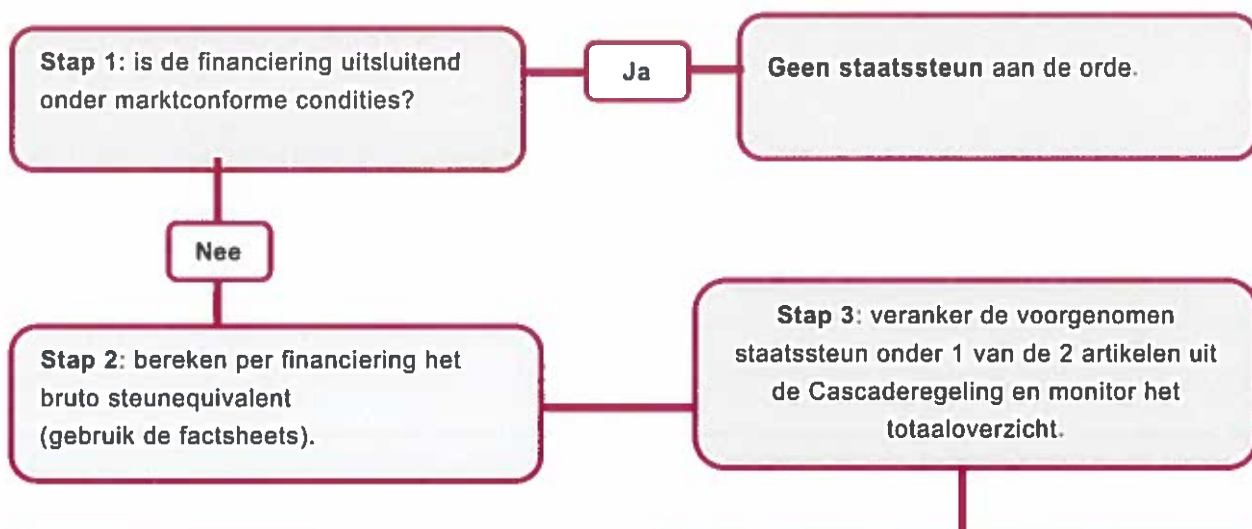 Stap 1: is de financiering uitsluitend
onder marktconforme condities?
Ja
Geen staatssteun aan de orde.
Nee
Stap 2: bereken per financiering het
bruto steunequivalent
(gebruik de factsheets).
Stap 3: veranker de voorgenomen
staatssteun onder 1 van de 2 artikelen uit
de Cascaderegeling en monitor het
totaaloverzicht.